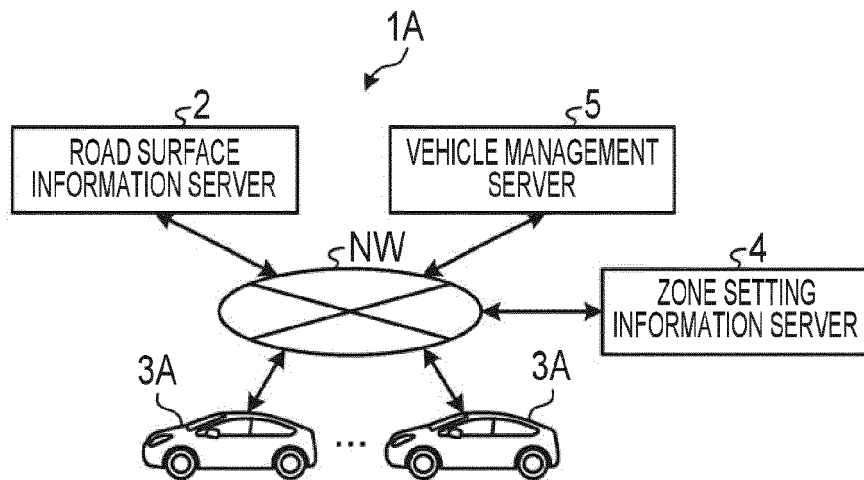 1A
2
ROAD SURFACE
INFORMATION SERVER
5
VEHICLE MANAGEMENT
SERVER
NW
4
ZONE SETTING
INFORMATION SERVER
3A
...
3A